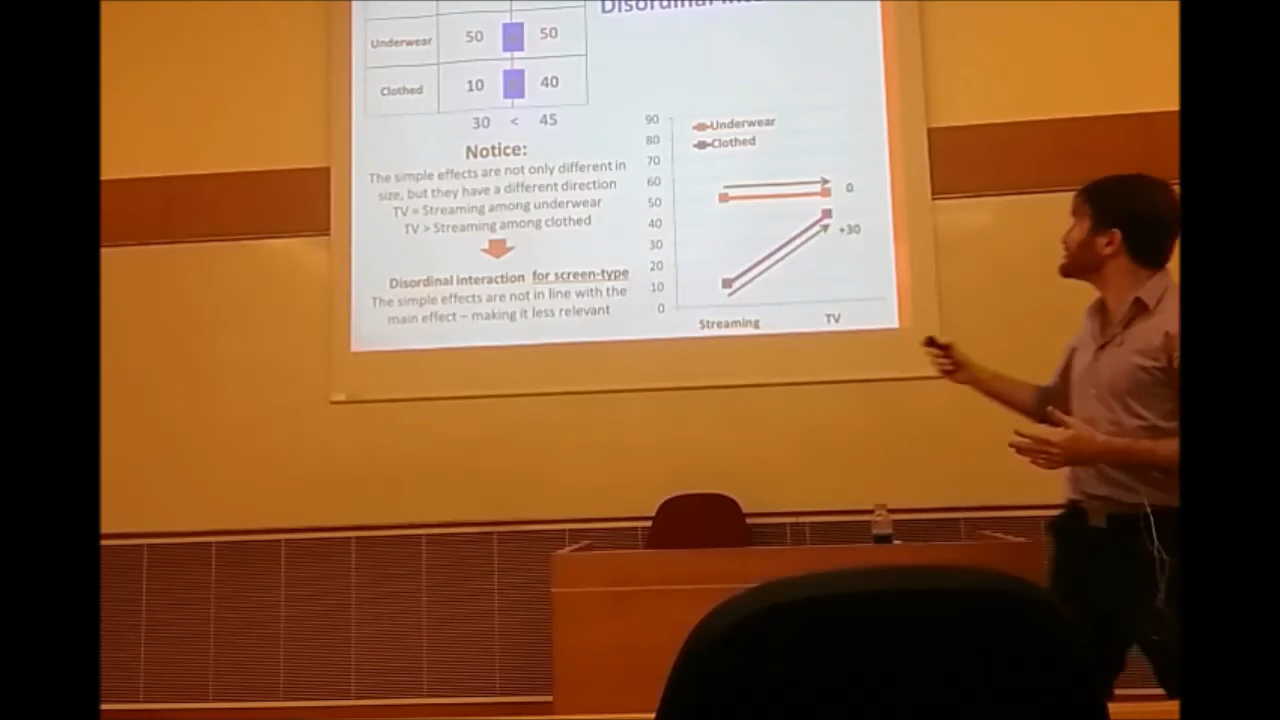 Disordinal
Underwear 50 50
Clothed 10 40
30 < 45
Notice:
The simple effects are not only different in
size, but they have a different direction
TV = Streaming among underwear
TV > Streaming among clothed
Disordinal Interaction for screen-type
The simple effects are not in line with the
main effect – making it less relevant
90
80
70
60
50
40
30
20
10
0
Underwear
Clothed
0
+30
Streaming TV